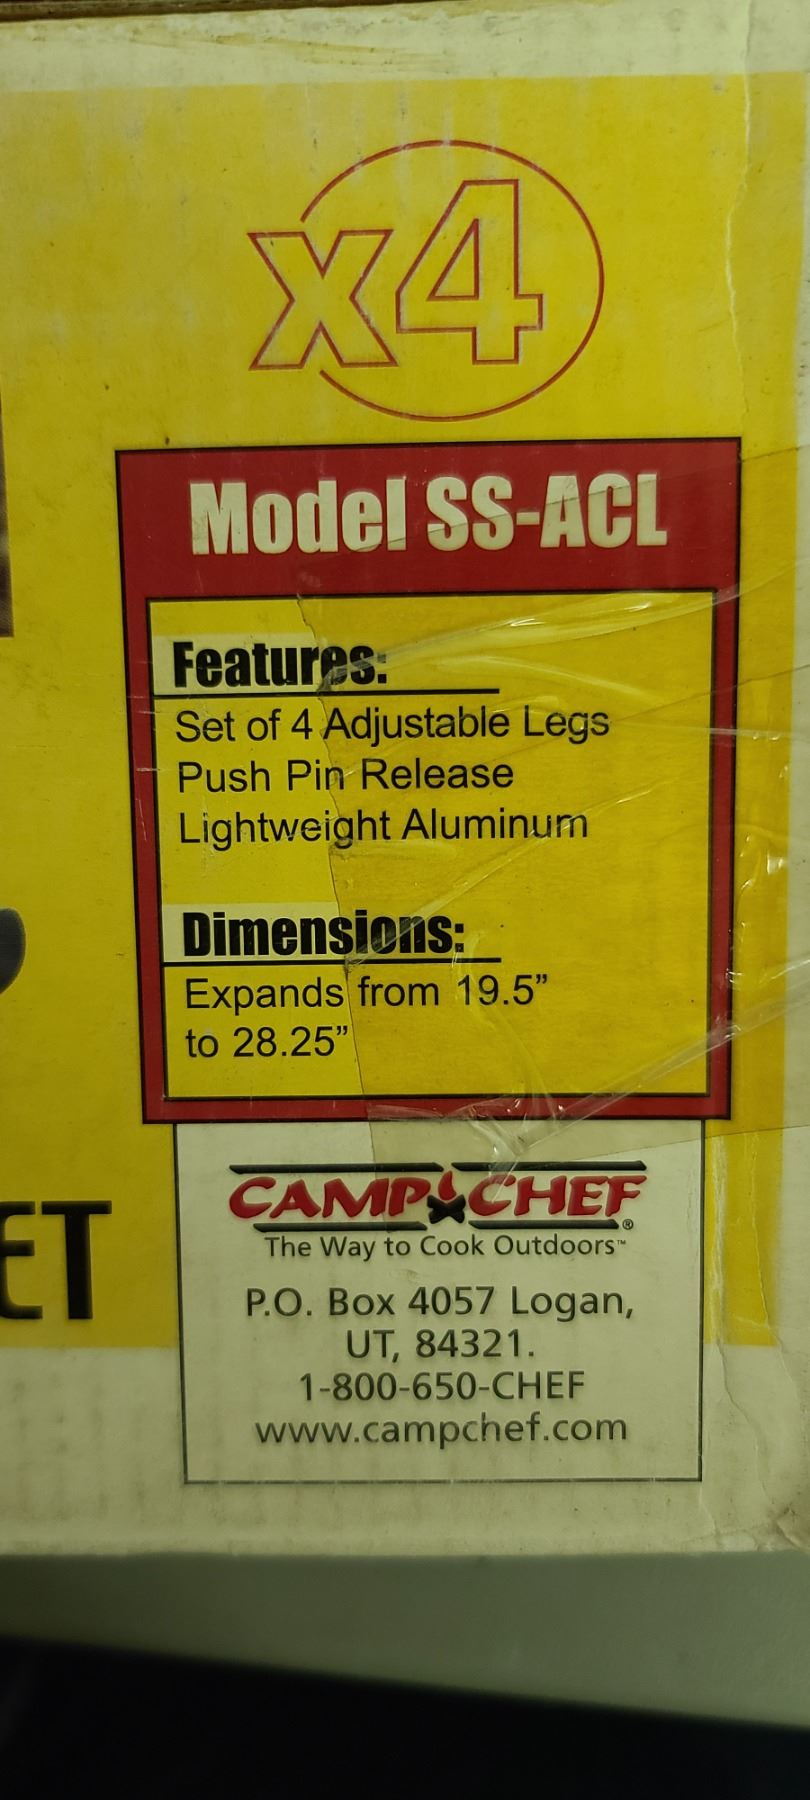 x4
Model SS-ACL
Features:
Set of 4 Adjustable Legs
Push Pin Release
Lightweight Aluminum
Dimensions:
Expands from 19.5”
to 28.25”
ET
CAMP CHEF®
The Way to Cook Outdoors™
P.O. Box 4057 Logan,
UT, 84321.
1-800-650-CHEF
www.campchef.com